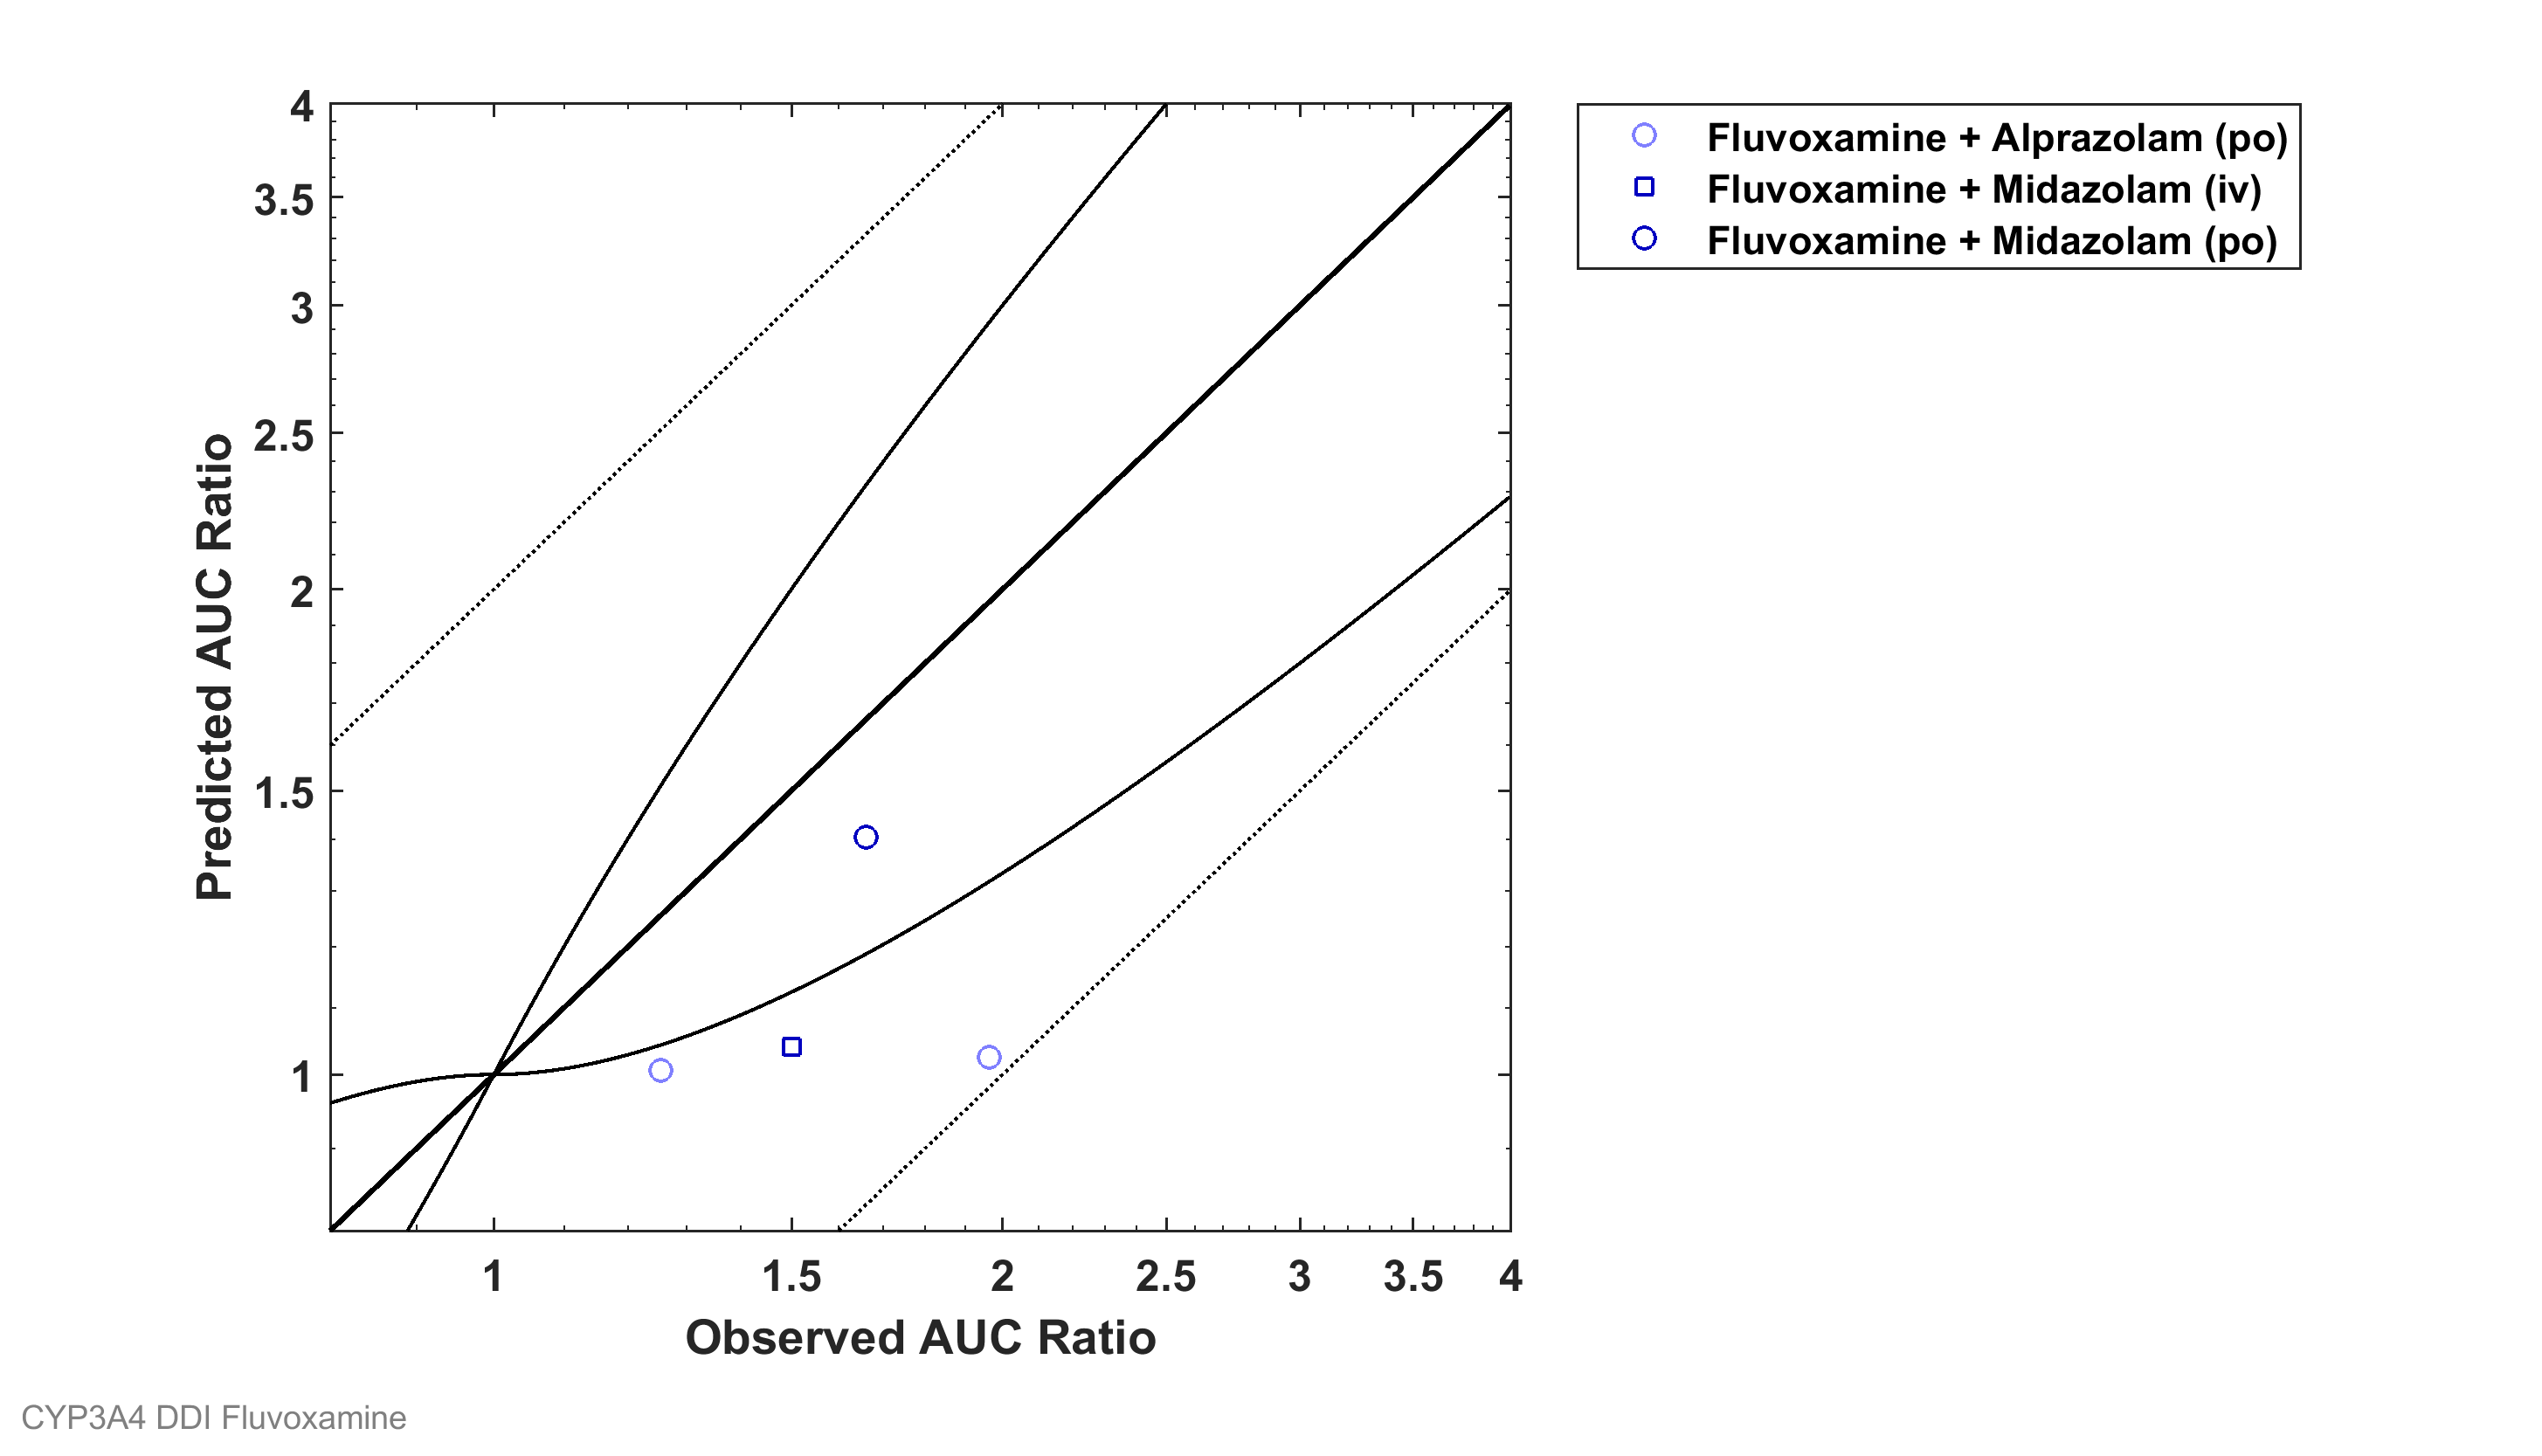 4
3.5
3
2.5
2
1.5
1
Predicted AUC Ratio
1 1.5 2 2.5 3 3.5 4
Observed AUC Ratio
Fluvoxamine + Alprazolam (po)
Fluvoxamine + Midazolam (iv)
Fluvoxamine + Midazolam (po)
CYP3A4 DDI Fluvoxamine